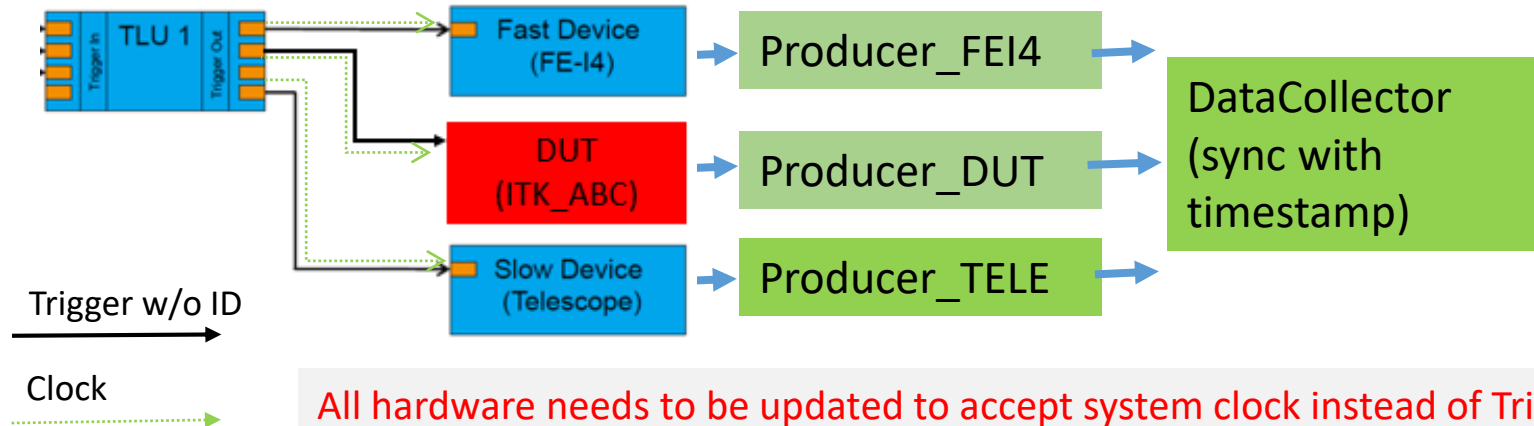 Trigger In
TLU 1
Trigger Out
Fast Device
(FE-I4)
Producer_FEI4
DataCollector
(sync with
timestamp)
DUT
(ITK_ABC)
Producer_DUT
Slow Device
(Telescope)
Producer_TELE
Trigger w/o ID
Clock
All hardware needs to be updated to accept system clock instead of Tri